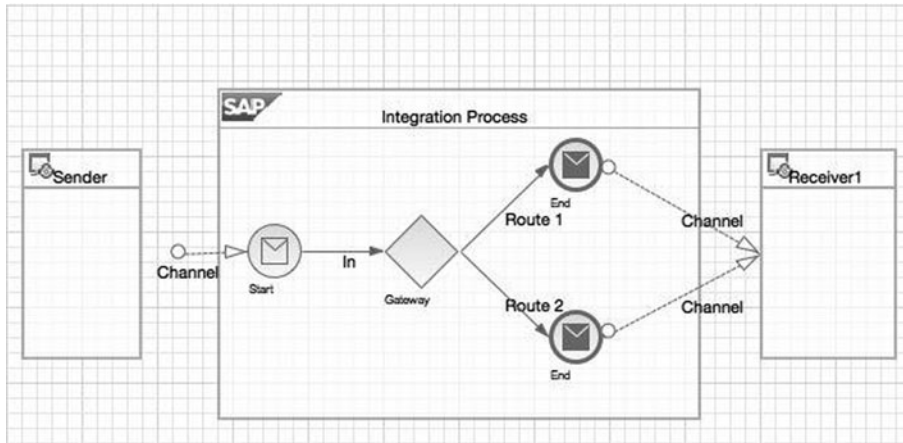 SAP
Integration Process
Sender
Receiver1
End
Route 1
Channel
Channel
In
Start
Gateway
Route 2
Channel
End